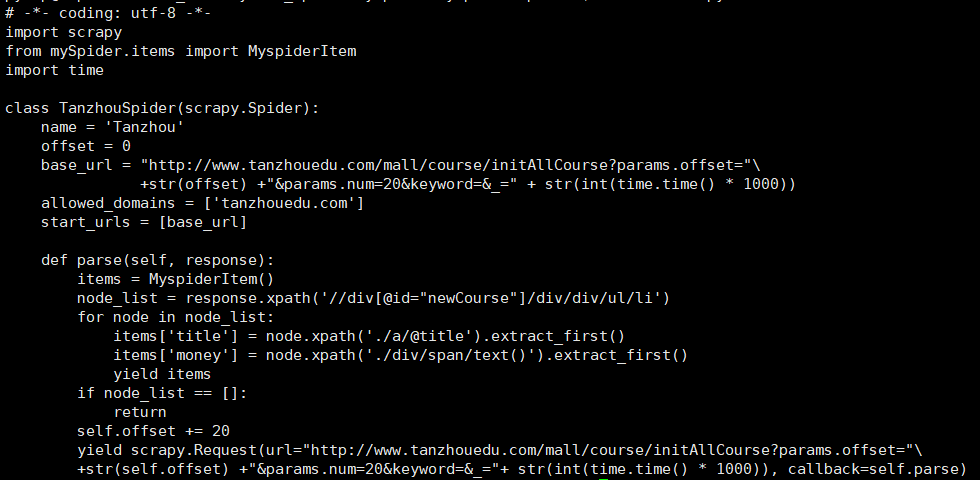 # -*- coding: utf-8 -*-
import scrapy
from mySpider.items import MyspiderItem
import time
class TanzhouSpider(scrapy.Spider):
    name = 'Tanzhou'
    offset = 0
    base_url = "http://www.tanzhouedu.com/mall/course/initAllCourse?params.offset="\
               +str(offset) +"&params.num=20&keyword=&_=" + str(int(time.time() * 1000))
    allowed_domains = ['tanzhouedu.com']
    start_urls = [base_url]
    def parse(self, response):
        items = MyspiderItem()
        node_list = response.xpath('//div[@id="newCourse"]/div/div/ul/li')
        for node in node_list:
            items['title'] = node.xpath('./a/@title').extract_first()
            items['money'] = node.xpath('./div/span/text()').extract_first()
            yield items
        if node_list == []:
            return
        self.offset += 20
        yield scrapy.Request(url="http://www.tanzhouedu.com/mall/course/initAllCourse?params.offset="\
        +str(self.offset) +"&params.num=20&keyword=&_="+ str(int(time.time() * 1000)), callback=self.parse)